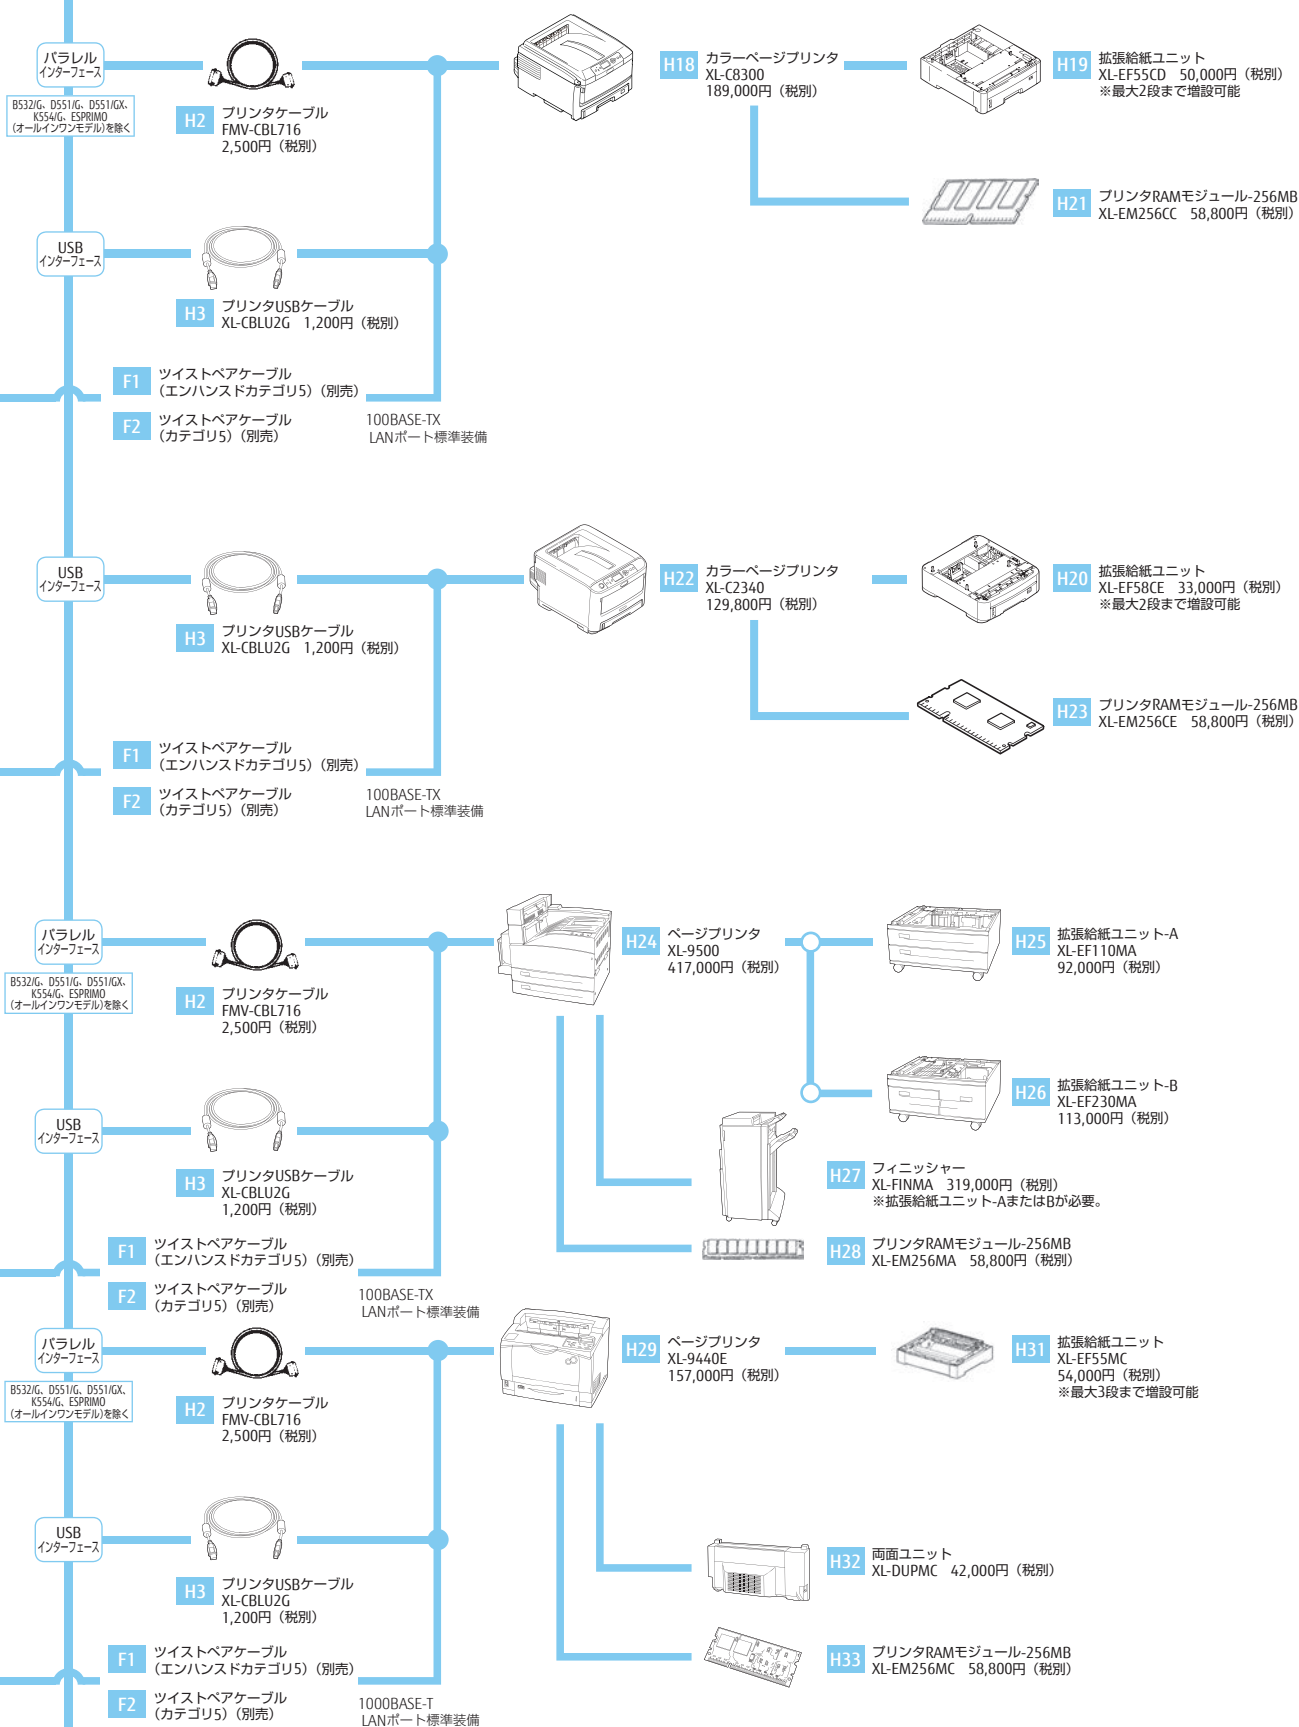 パラレル
インターフェース
B532/G、D551/G、D551/GX、
K554/G、ESPRIMO
(オールインワンモデル)を除く
H2 プリンタケーブル
FMV-CBL716
2,500円（税別）
H18 カラーページプリンタ
XL-C8300
189,000円（税別）
H19 拡張給紙ユニット
XL-EF55CD 50,000円（税別）
※最大2段まで増設可能
H21 プリンタRAMモジュール-256MB
XL-EM256CC 58,800円（税別）
USB
インターフェース
H3 プリンタUSBケーブル
XL-CBLU2G 1,200円（税別）
F1 ツイストペアケーブル
（エンハンスドカテゴリ5）（別売）
F2 ツイストペアケーブル
（カテゴリ5）（別売）
100BASE-TX
LANポート標準装備
USB
インターフェース
H3 プリンタUSBケーブル
XL-CBLU2G 1,200円（税別）
H22 カラーページプリンタ
XL-C2340
129,800円（税別）
H20 拡張給紙ユニット
XL-EF58CE 33,000円（税別）
※最大2段まで増設可能
H23 プリンタRAMモジュール-256MB
XL-EM256CE 58,800円（税別）
F1 ツイストペアケーブル
（エンハンスドカテゴリ5）（別売）
F2 ツイストペアケーブル
（カテゴリ5）（別売）
100BASE-TX
LANポート標準装備
パラレル
インターフェース
B532/G、D551/G、D551/GX、
K554/G、ESPRIMO
(オールインワンモデル)を除く
H2 プリンタケーブル
FMV-CBL716
2,500円（税別）
H24 ページプリンタ
XL-9500
417,000円（税別）
H25 拡張給紙ユニット-A
XL-EF110MA
92,000円（税別）
H26 拡張給紙ユニット-B
XL-EF230MA
113,000円（税別）
USB
インターフェース
H3 プリンタUSBケーブル
XL-CBLU2G
1,200円（税別）
H27 フィニッシャー
XL-FINMA 319,000円（税別）
※拡張給紙ユニット-AまたはBが必要。
H28 プリンタRAMモジュール-256MB
XL-EM256MA 58,800円（税別）
F1 ツイストペアケーブル
（エンハンスドカテゴリ5）（別売）
F2 ツイストペアケーブル
（カテゴリ5）（別売）
100BASE-TX
LANポート標準装備
パラレル
インターフェース
B532/G、D551/G、D551/GX、
K554/G、ESPRIMO
(オールインワンモデル)を除く
H2 プリンタケーブル
FMV-CBL716
2,500円（税別）
H29 ページプリンタ
XL-9440E
157,000円（税別）
H31 拡張給紙ユニット
XL-EF55MC
54,000円（税別）
※最大3段まで増設可能
USB
インターフェース
H3 プリンタUSBケーブル
XL-CBLU2G
1,200円（税別）
H32 両面ユニット
XL-DUPMC 42,000円（税別）
H33 プリンタRAMモジュール-256MB
XL-EM256MC 58,800円（税別）
F1 ツイストペアケーブル
（エンハンスドカテゴリ5）（別売）
F2 ツイストペアケーブル
（カテゴリ5）（別売）
1000BASE-T
LANポート標準装備